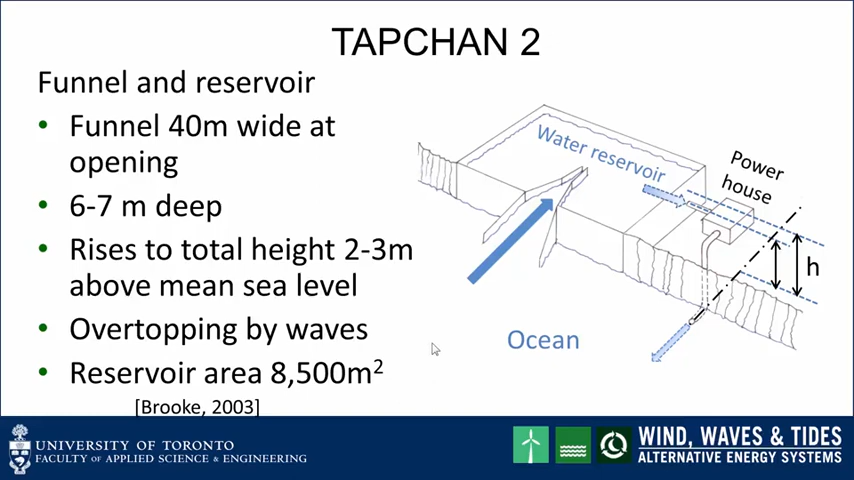 TAPCHAN 2
Funnel and reservoir
• Funnel 40m wide at
opening
• 6-7 m deep
• Rises to total height 2-3m
above mean sea level
• Overtopping by waves
• Reservoir area 8,500m²
[Brooke, 2003]
Water reservoir
Power
house
h
Ocean
UNIVERSITY OF TORONTO
FACULTY OF APPLIED SCIENCE & ENGINEERING
WIND, WAVES & TIDES
ALTERNATIVE ENERGY SYSTEMS